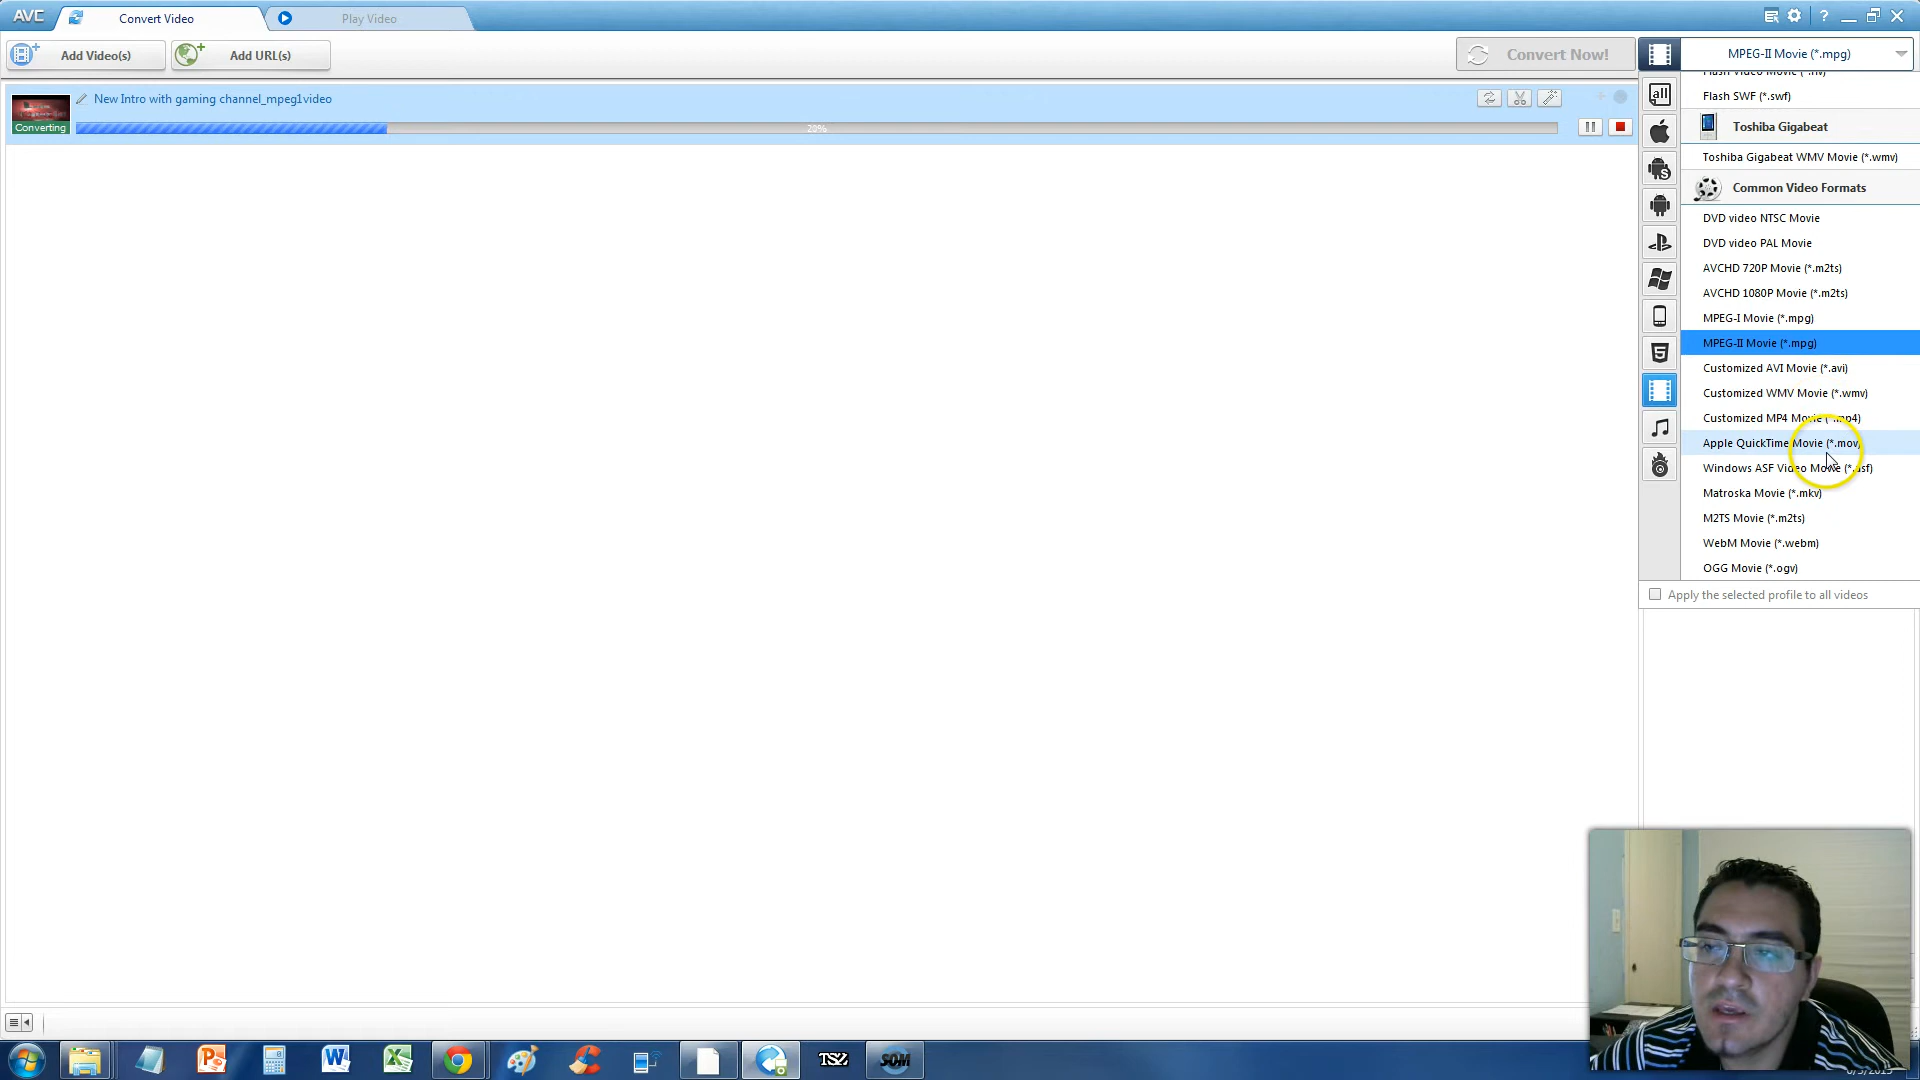 AVC
Convert Video
Play Video
Add Video(s)
Add URL(s)
Convert Now!
MPEG-II Movie (*.mpg)
New Intro with gaming channel_mpeg1video
Converting
20%
all
Flash SWF (*.swf)
Toshiba Gigabeat
Toshiba Gigabeat WMV Movie (*.wmv)
Common Video Formats
DVD video NTSC Movie
DVD video PAL Movie
AVCHD 720P Movie (*.m2ts)
AVCHD 1080P Movie (*.m2ts)
MPEG-I Movie (*.mpg)
MPEG-II Movie (*.mpg)
Customized AVI Movie (*.avi)
Customized WMV Movie (*.wmv)
Customized MP4 Movie (*.mp4)
Apple QuickTime Movie (*.mov)
Windows ASF Video Movie (*.asf)
Matroska Movie (*.mkv)
M2TS Movie (*.m2ts)
WebM Movie (*.webm)
OGG Movie (*.ogv)
Apply the selected profile to all videos
TS2
SOM